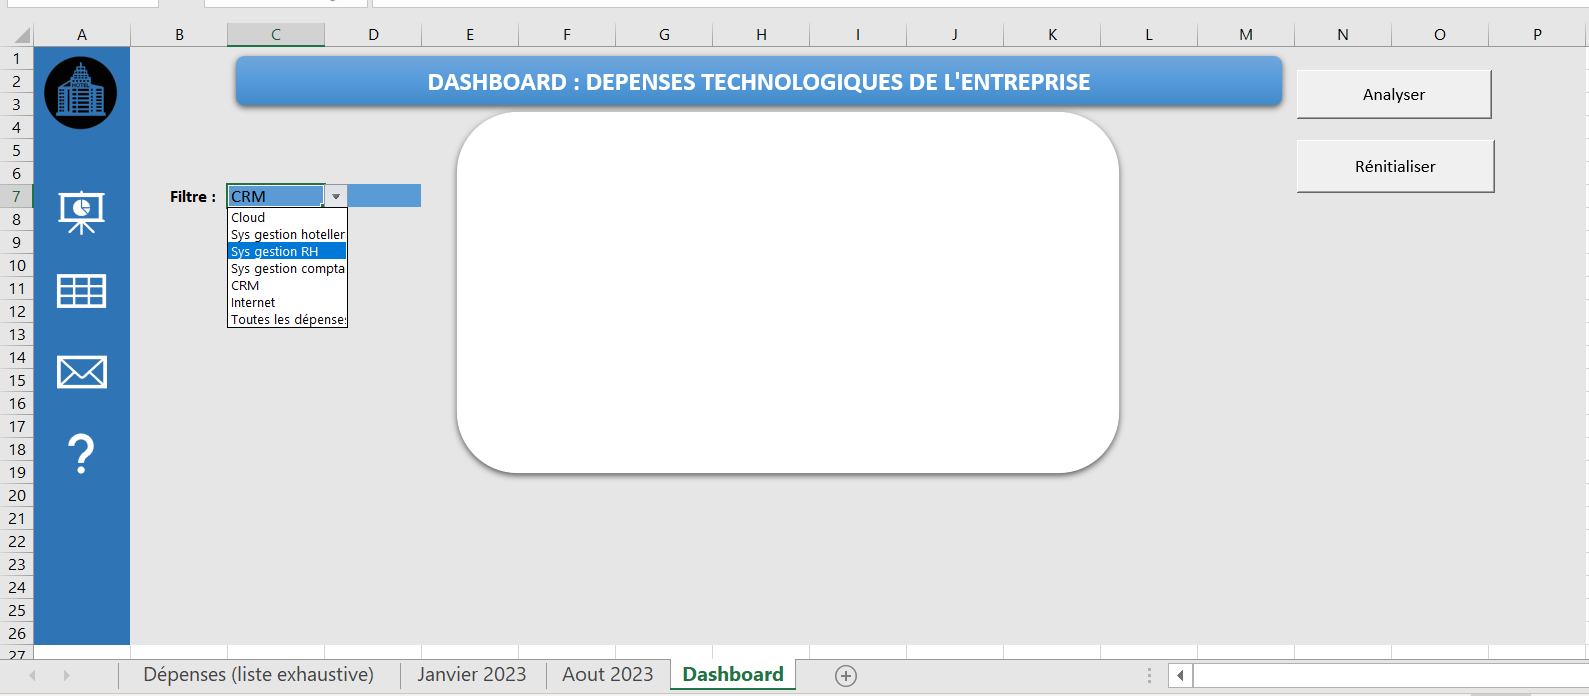 A B C D E F G H I J K L M N O P
1
2
3
4
5
6
7
8
9
10
11
12
13
14
15
16
17
18
19
20
21
22
23
24
25
26
27
HOTEL
DASHBOARD : DEPENSES TECHNOLOGIQUES DE L'ENTREPRISE
Analyser
Rénitialiser
Filtre : CRM
Cloud
Sys gestion hoteller
Sys gestion RH
Sys gestion compta
CRM
Internet
Toutes les dépenses
?
Dépenses (liste exhaustive) Janvier 2023 Aout 2023 Dashboard